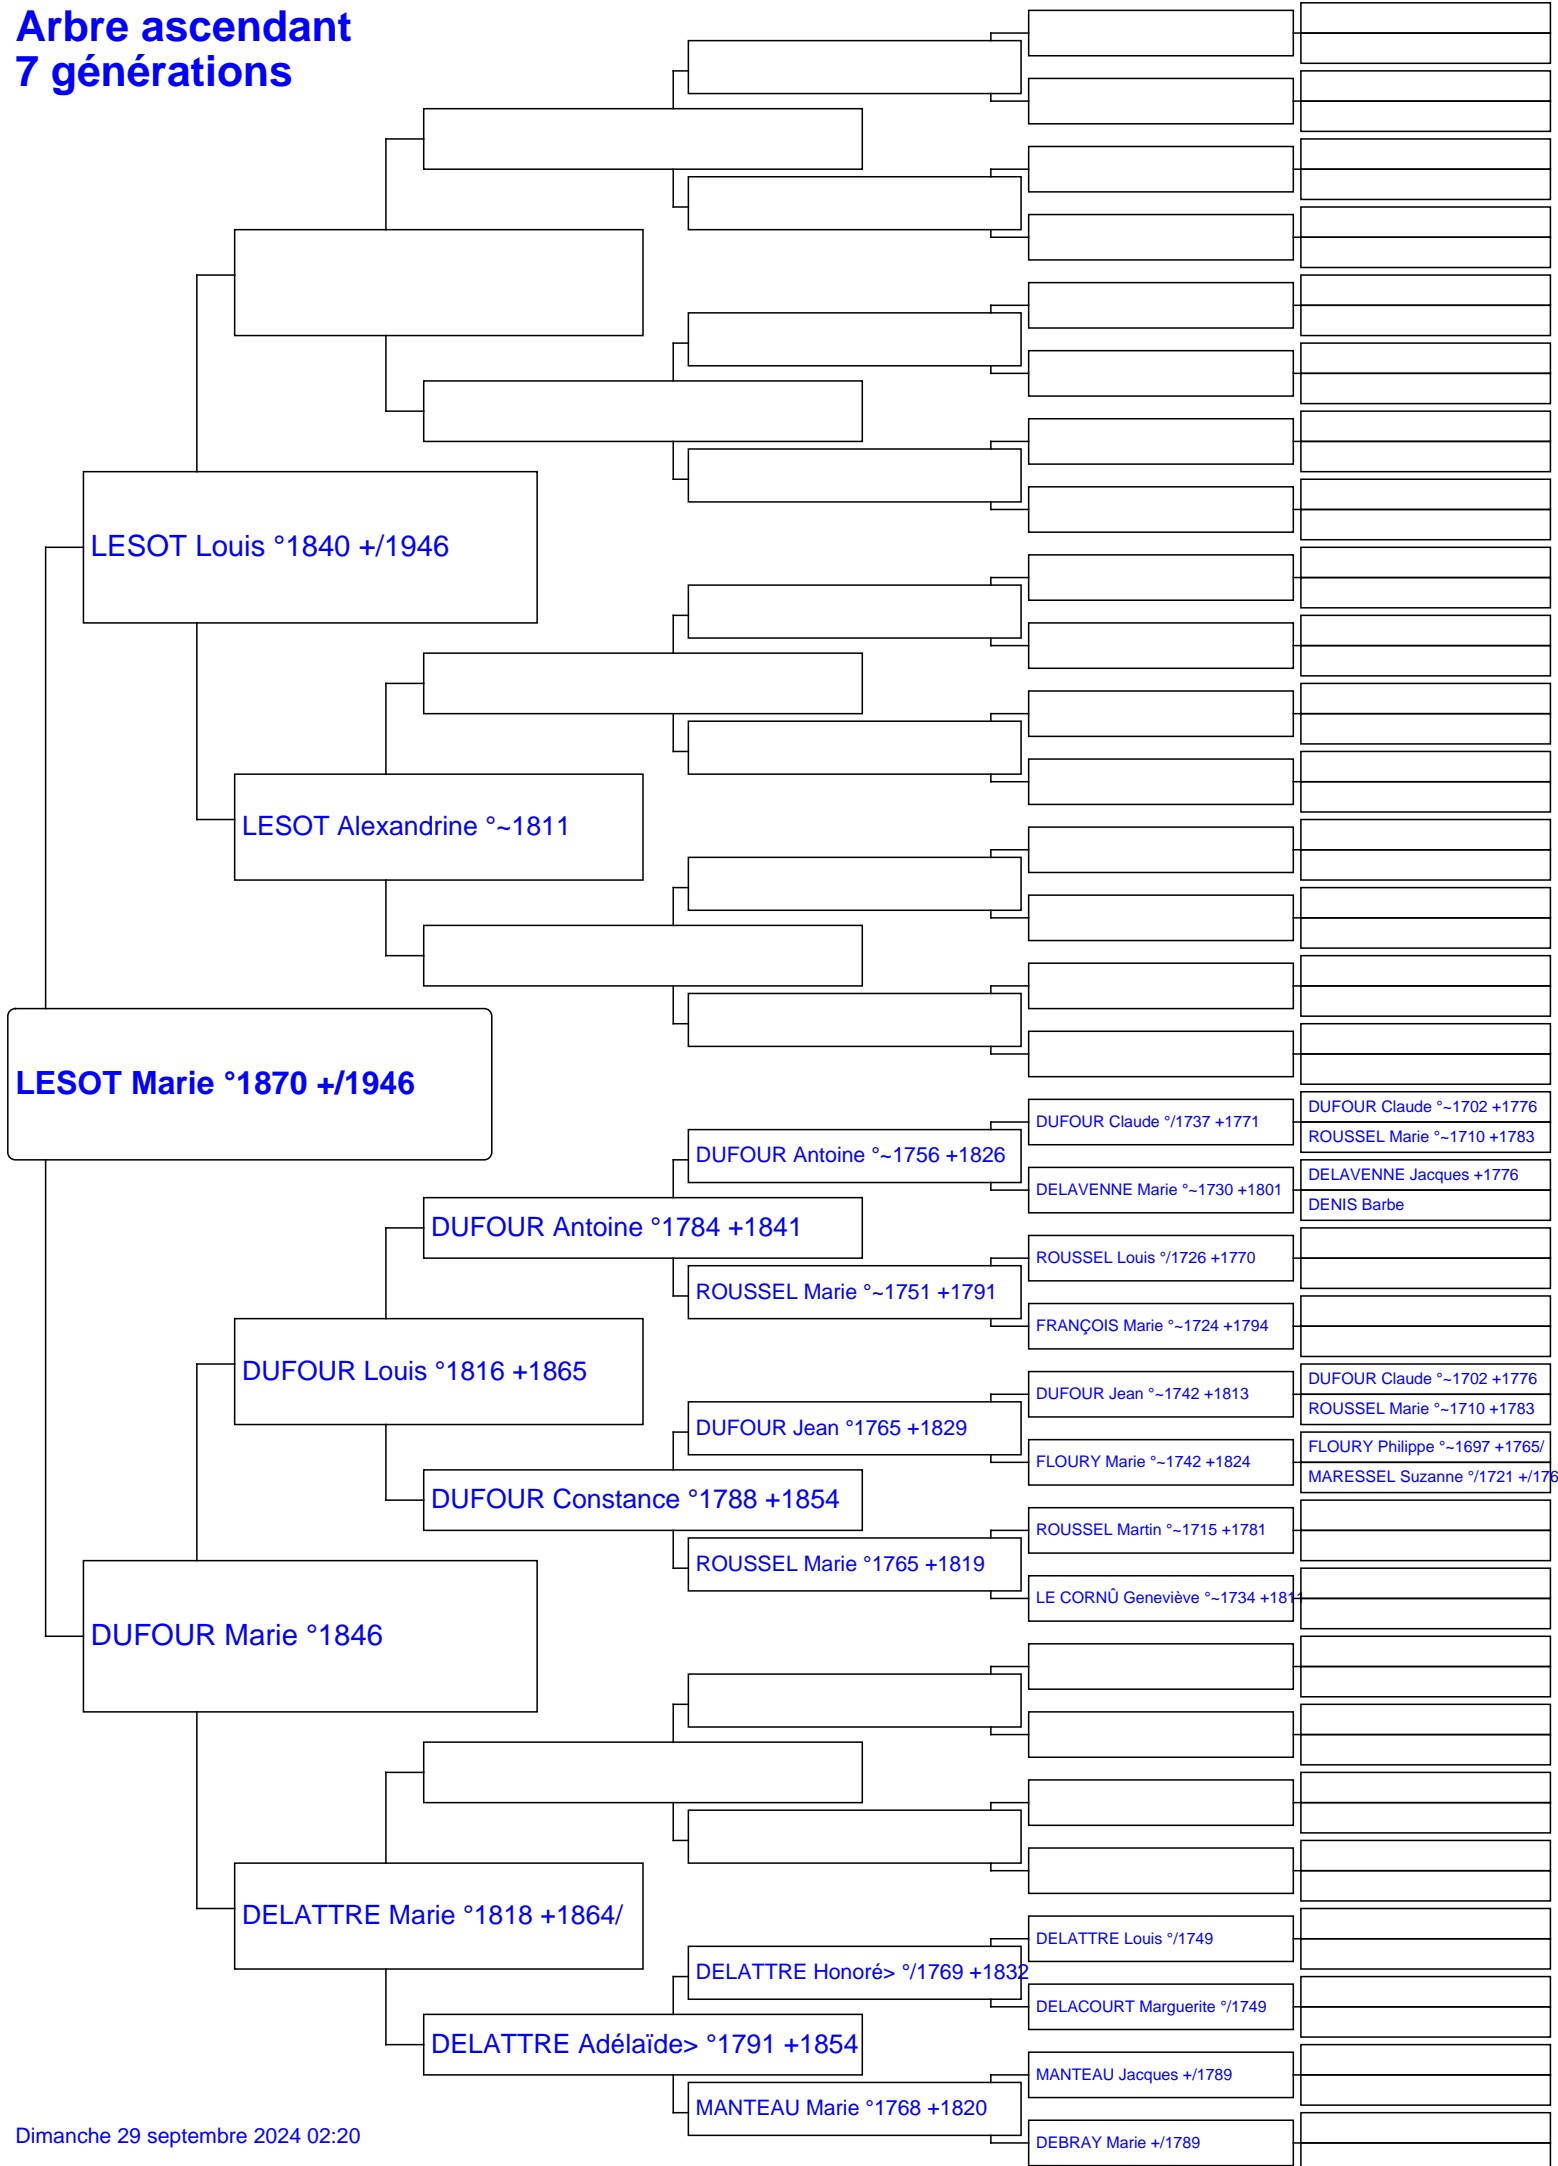 Arbre ascendant
7 générations
LESOT Louis °1840 +/1946
LESOT Alexandrine °~1811
LESOT Marie °1870 +/1946
DUFOUR Claude °~1702 +1776
DUFOUR Claude °/1737 +1771
ROUSSEL Marie °~1710 +1783
DUFOUR Antoine °~1756 +1826
DELAVENNE Jacques +1776
DELAVENNE Marie °~1730 +1801
DENIS Barbe
DUFOUR Antoine °1784 +1841
ROUSSEL Louis °/1726 +1770
ROUSSEL Marie °~1751 +1791
FRANÇOIS Marie °~1724 +1794
DUFOUR Louis °1816 +1865
DUFOUR Claude °~1702 +1776
DUFOUR Jean °~1742 +1813
ROUSSEL Marie °~1710 +1783
DUFOUR Jean °1765 +1829
FLOURY Philippe °~1697 +1765/
FLOURY Marie °~1742 +1824
MARESSEL Suzanne °/1721 +/176
DUFOUR Constance °1788 +1854
ROUSSEL Martin °~1715 +1781
ROUSSEL Marie °1765 +1819
LE CORNÛ Geneviève °~1734 +1811
DUFOUR Marie °1846
DELATTRE Marie °1818 +1864/
DELATTRE Louis °/1749
DELATTRE Honoré> °/1769 +1832
DELACOURT Marguerite °/1749
DELATTRE Adélaïde> °1791 +1854
MANTEAU Jacques +/1789
MANTEAU Marie °1768 +1820
DEBRAY Marie +/1789
Dimanche 29 septembre 2024 02:20